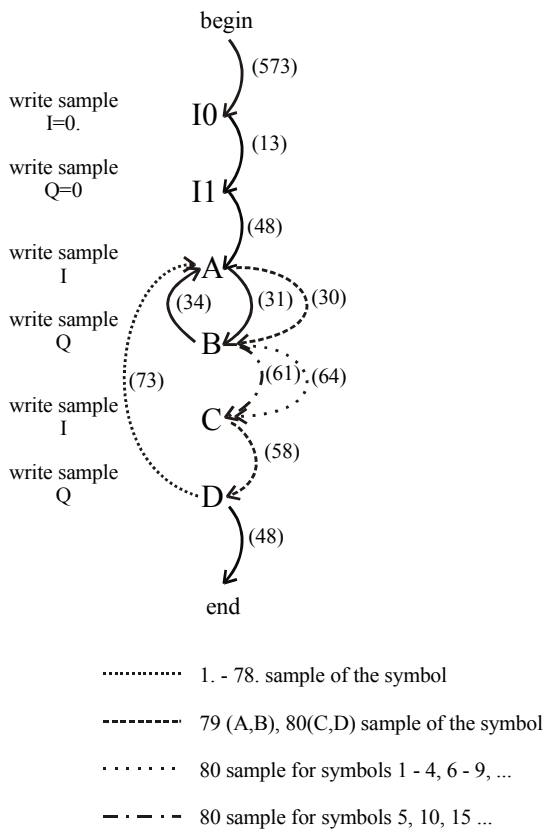 begin
(573)
write sample
I=0.
I0
(13)
write sample
Q=0
I1
(48)
write sample
I
A
(34)
(31)
(30)
write sample
Q
B
(73)
(61)
(64)
write sample
I
C
(58)
write sample
Q
D
(48)
end
1. - 78. sample of the symbol
79 (A,B), 80(C,D) sample of the symbol
80 sample for symbols 1 - 4, 6 - 9, ...
80 sample for symbols 5, 10, 15 ...